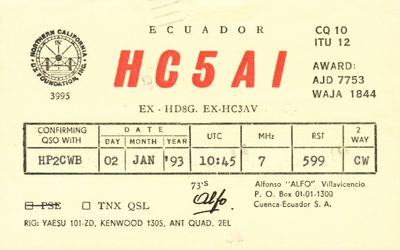 ECUADOR
CQ 10
ITU 12
NORTHERN CALIFORNIA
DX FOUNDATION, INC.
3995
HC5AI
AWARD:
AJD 7753
WAJA 1844
EX - HD8G. EX-HC3AV
CONFIRMING QSO WITH
DATE
DAY MONTH YEAR
UTC
MHz
RST
2 WAY
HP2CWB 02 JAN '93 10:45 7 599 CW
PSE
TNX QSL
73'S
Alfo
Alfonso "ALFO" Villavicencio
P. O. Box 01-01-1300
Cuenca-Ecuador S. A.
RIG: YAESU 101-ZD, KENWOOD 130S, ANT QUAD, 2EL